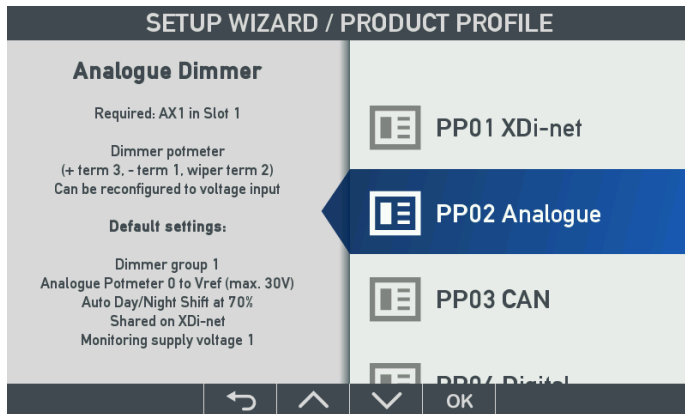 SETUP WIZARD / PRODUCT PROFILE
Analogue Dimmer
Required: AX1 in Slot 1
Dimmer potmeter
(+ term 3, - term 1, wiper term 2)
Can be reconfigured to voltage input
Default settings:
Dimmer group 1
Analogue Potmeter 0 to Vref (max. 30V)
Auto Day/Night Shift at 70%
Shared on XDi-net
Monitoring supply voltage 1
PP01 XDi-net
PP02 Analogue
PP03 CAN
PP04 Digital
OK